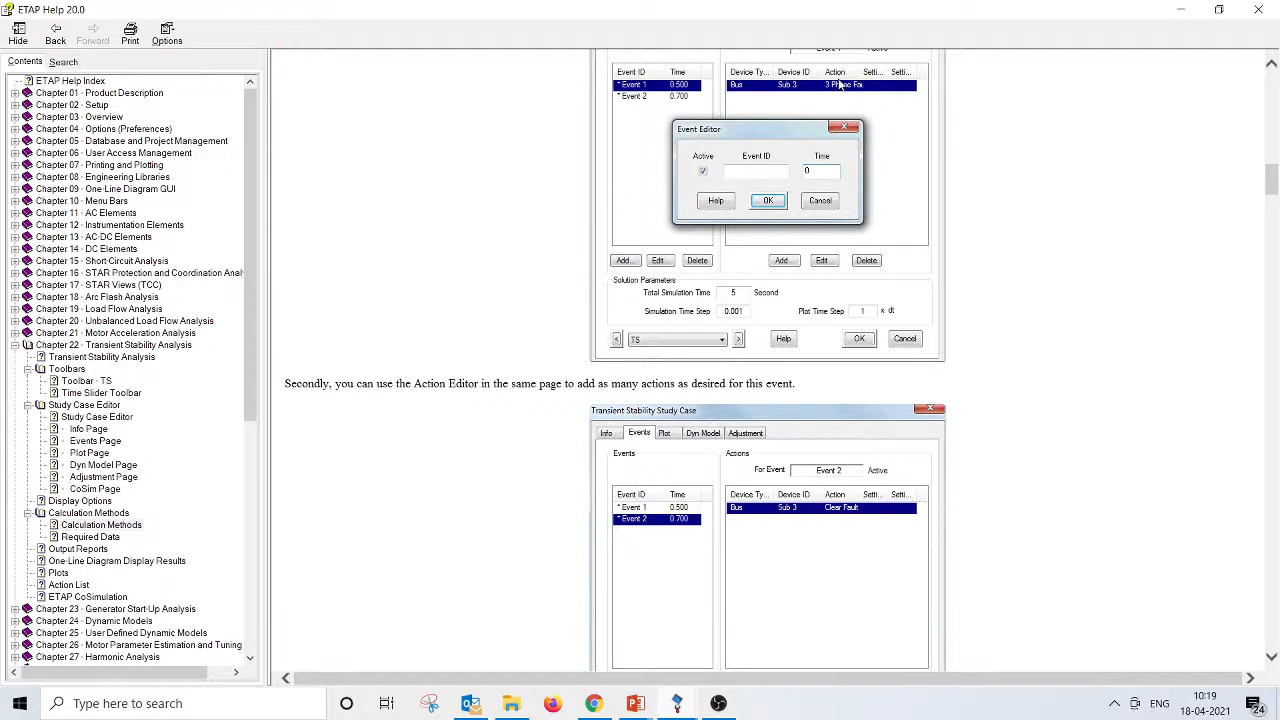 ETAP Help 20.0
Hide Back Forward Print Options
Contents Search
ETAP Help Index
Chapter 01 - Product Description
Chapter 02 - Setup
Chapter 03 - Overview
Chapter 04 - Options (Preferences)
Chapter 05 - Database and Project Management
Chapter 06 - User Access Management
Chapter 07 - Printing and Plotting
Chapter 08 - Engineering Libraries
Chapter 09 - One-Line Diagram GUI
Chapter 10 - Menu Bars
Chapter 11 - AC Elements
Chapter 12 - Instrumentation Elements
Chapter 13 - AC-DC Elements
Chapter 14 - DC Elements
Chapter 15 - Short-Circuit Analysis
Chapter 16 - STAR Protection and Coordination Anal
Chapter 17 - STAR Views (TCC)
Chapter 18 - Arc Flash Analysis
Chapter 19 - Load Flow Analysis
Chapter 20 - Unbalanced Load Flow Analysis
Chapter 21 - Motor Acceleration Analysis
Chapter 22 - Transient Stability Analysis
Transient Stability Analysis
Toolbars
Toolbar - TS
Time Slider Toolbar
Study Case Editor
Study Case Editor
- Info Page
- Events Page
- Plot Page
- Dyn Model Page
- Adjustment Page
- CoSim Page
Display Options
Calculation Methods
Calculation Methods
- Required Data
Output Reports
One-Line Diagram Display Results
Plots
Action List
ETAP CoSimulation
Chapter 23 - Generator Start-Up Analysis
Chapter 24 - Dynamic Models
Chapter 25 - User Defined Dynamic Models
Chapter 26 - Motor Parameter Estimation and Tuning
Chapter 27 - Harmonic Analysis
Event ID Time
* Event 1 0.500
* Event 2 0.700
Device Ty... Device ID Action Setti... Setti...
Bus Sub 3 3 Phase Fau
Event Editor
Active Event ID Time
0
Help OK Cancel
Add... Edit... Delete Add... Edit... Delete
Solution Parameters
Total Simulation Time 5 Second
Simulation Time Step 0.001 Plot Time Step 1 x dt
< TS > Help OK Cancel
Secondly, you can use the Action Editor in the same page to add as many actions as desired for this event.
Transient Stability Study Case
Info Events Plot Dyn Model Adjustment
Events Actions
For Event Event 2 Active
Event ID Time
* Event 1 0.500
* Event 2 0.700
Device Ty... Device ID Action Setti... Setti...
Bus Sub 3 Clear Fault
Type here to search
ENG
10:19
18-04-2021
24